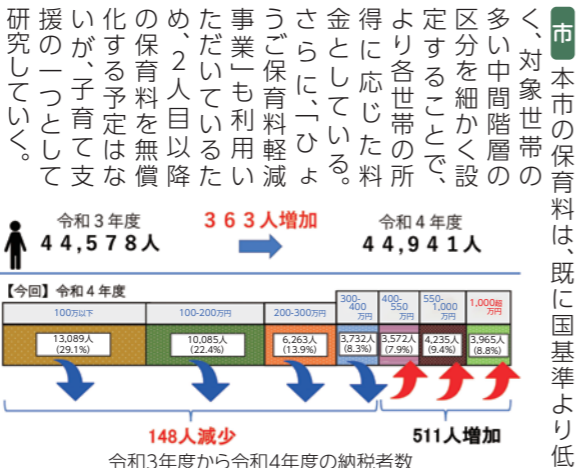 市 本市の保育料は、既に国基準より低
く、対象世帯の
多い中間階層の
区分を細かく設
定することで、
より各世帯の所
得に応じた料
金としている。
さらに、「ひょ
うご保育料軽減
事業」も利用い
ただいているた
め、2人目以降
の保育料を無償
化する予定はな
いが、子育て支
援の一つとして
研究していく。
令和3年度
44,578人
363人増加
令和4年度
44,941人
【今回】令和4年度
100万以下
100-200万円
200-300万円
300-400万円
400-550万円
550-1,000万円
1,000超万円
13,089人
(29.1%)
10,085人
(22.4%)
6,263人
(13.9%)
3,732人
(8.3%)
3,572人
(7.9%)
4,235人
(9.4%)
3,965人
(8.8%)
148人減少
511人増加
令和3年度から令和4年度の納税者数